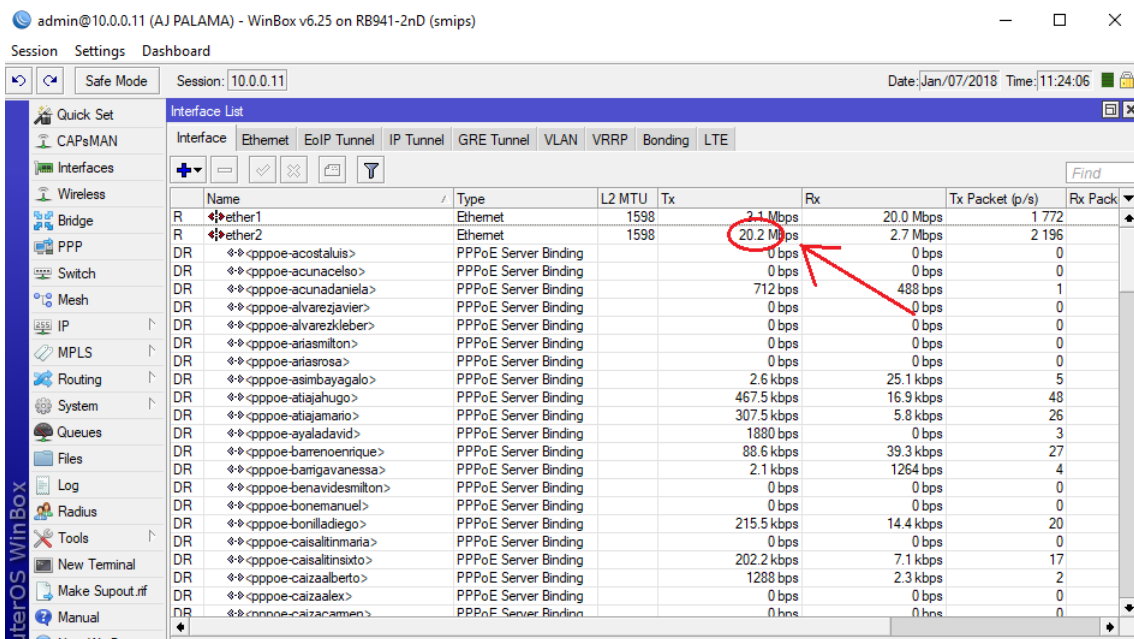 admin@10.0.0.11 (AJ PALAMA) - WinBox v6.25 on RB941-2nD (smips)
Session Settings Dashboard
Safe Mode Session: 10.0.0.11 Date: Jan/07/2018 Time: 11:24:06
Quick Set
CAPsMAN
Interfaces
Wireless
Bridge
PPP
Switch
Mesh
IP
MPLS
Routing
System
Queues
Files
Log
Radius
Tools
New Terminal
Make Supout.rif
Manual
uterOS WinBox
Interface List
Interface Ethernet EoIP Tunnel IP Tunnel GRE Tunnel VLAN VRRP Bonding LTE
Find
Name / Type L2 MTU Tx Rx Tx Packet (p/s) Rx Pack
R ether1 Ethernet 1598 3.1 Mbps 20.0 Mbps 1 772
R ether2 Ethernet 1598 20.2 Mbps 2.7 Mbps 2 196
DR <pppoe-acostaluis> PPPoE Server Binding 0 bps 0 bps 0
DR <pppoe-acunacelso> PPPoE Server Binding 0 bps 0 bps 0
DR <pppoe-acunadaniela> PPPoE Server Binding 712 bps 488 bps 1
DR <pppoe-alvarezjavier> PPPoE Server Binding 0 bps 0 bps 0
DR <pppoe-alvarezkleber> PPPoE Server Binding 0 bps 0 bps 0
DR <pppoe-ariasmilton> PPPoE Server Binding 0 bps 0 bps 0
DR <pppoe-ariasrosa> PPPoE Server Binding 0 bps 0 bps 0
DR <pppoe-asimbayagalo> PPPoE Server Binding 2.6 kbps 25.1 kbps 5
DR <pppoe-atiajahugo> PPPoE Server Binding 467.5 kbps 16.9 kbps 48
DR <pppoe-atiajamario> PPPoE Server Binding 307.5 kbps 5.8 kbps 26
DR <pppoe-ayaladavid> PPPoE Server Binding 1880 bps 0 bps 3
DR <pppoe-barrenoenrique> PPPoE Server Binding 88.6 kbps 39.3 kbps 27
DR <pppoe-barrigavanessa> PPPoE Server Binding 2.1 kbps 1264 bps 4
DR <pppoe-benavidesmilton> PPPoE Server Binding 0 bps 0 bps 0
DR <pppoe-bonemanuel> PPPoE Server Binding 0 bps 0 bps 0
DR <pppoe-bonilladiego> PPPoE Server Binding 215.5 kbps 14.4 kbps 20
DR <pppoe-caisalitinmaria> PPPoE Server Binding 0 bps 0 bps 0
DR <pppoe-caisalitinsixto> PPPoE Server Binding 202.2 kbps 7.1 kbps 17
DR <pppoe-caizaalberto> PPPoE Server Binding 1288 bps 2.3 kbps 2
DR <pppoe-caizaalex> PPPoE Server Binding 0 bps 0 bps 0
DR <pppoe-caizacarmen> PPPoE Server Binding 0 bps 0 bps 0